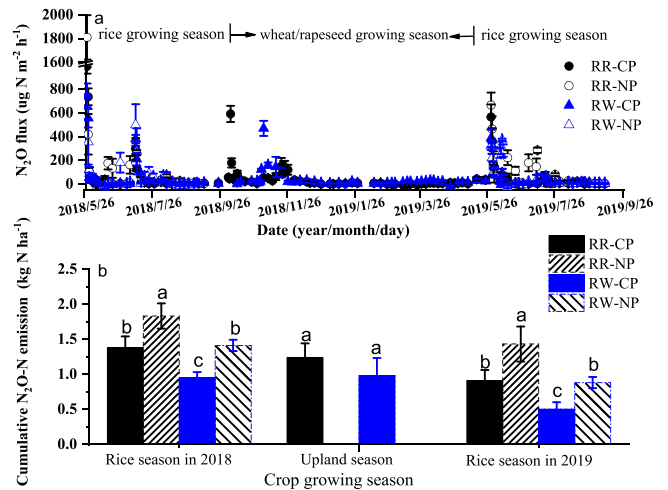 a
rice growing season
wheat/rapeseed growing season
rice growing season
N₂O flux (ug N m⁻² h⁻¹)
2000
1800
1600
800
600
400
200
0
RR-CP
RR-NP
RW-CP
RW-NP
2018/5/26
2018/7/26
2018/9/26
2018/11/26
2019/1/26
2019/3/26
2019/5/26
2019/7/26
2019/9/26
Date (year/month/day)
RR-CP
RR-NP
RW-CP
RW-NP
b
Cumulative N₂O-N emission (kg N ha⁻¹)
2.5
2.0
1.5
1.0
0.5
0.0
b
a
c
b
a
a
b
a
c
b
Rice season in 2018
Upland season
Rice season in 2019
Crop growing season